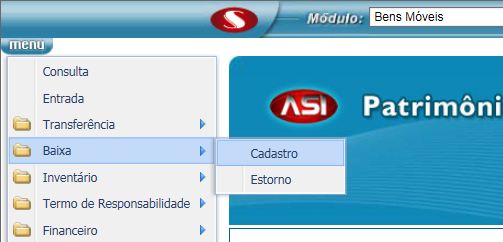 S
Módulo: Bens Móveis
menu
Consulta
Entrada
Transferência
Baixa
Inventário
Termo de Responsabilidade
Financeiro
Cadastro
Estorno
ASI Patrimôni